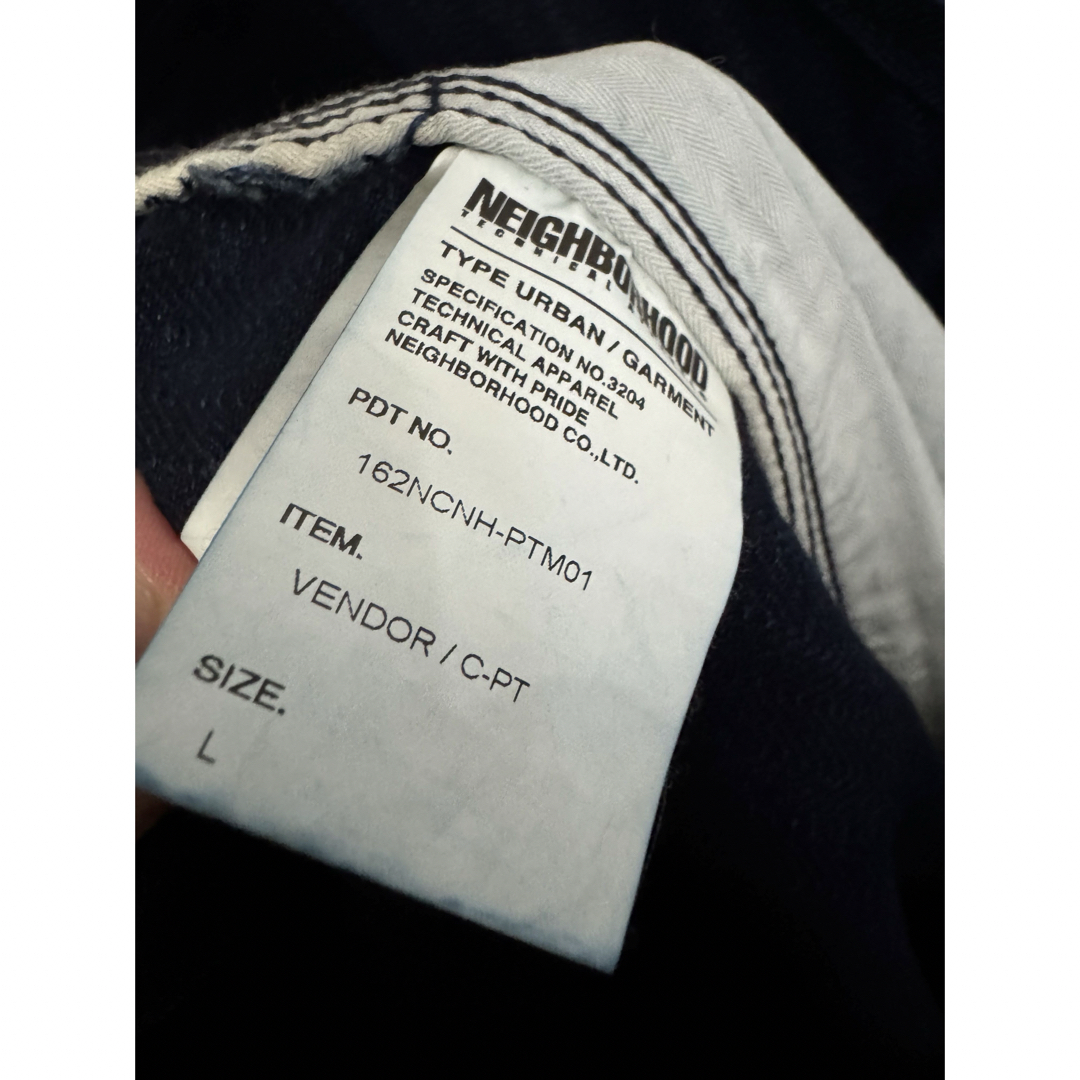 NEIGHBORHOOD
TECHNICAL
TYPE URBAN / GARMENT
SPECIFICATION NO.3204
TECHNICAL APPAREL
CRAFT WITH PRIDE
NEIGHBORHOOD CO.,LTD.
PDT NO.
162NCNH-PTM01
ITEM.
VENDOR / C-PT
SIZE.
L